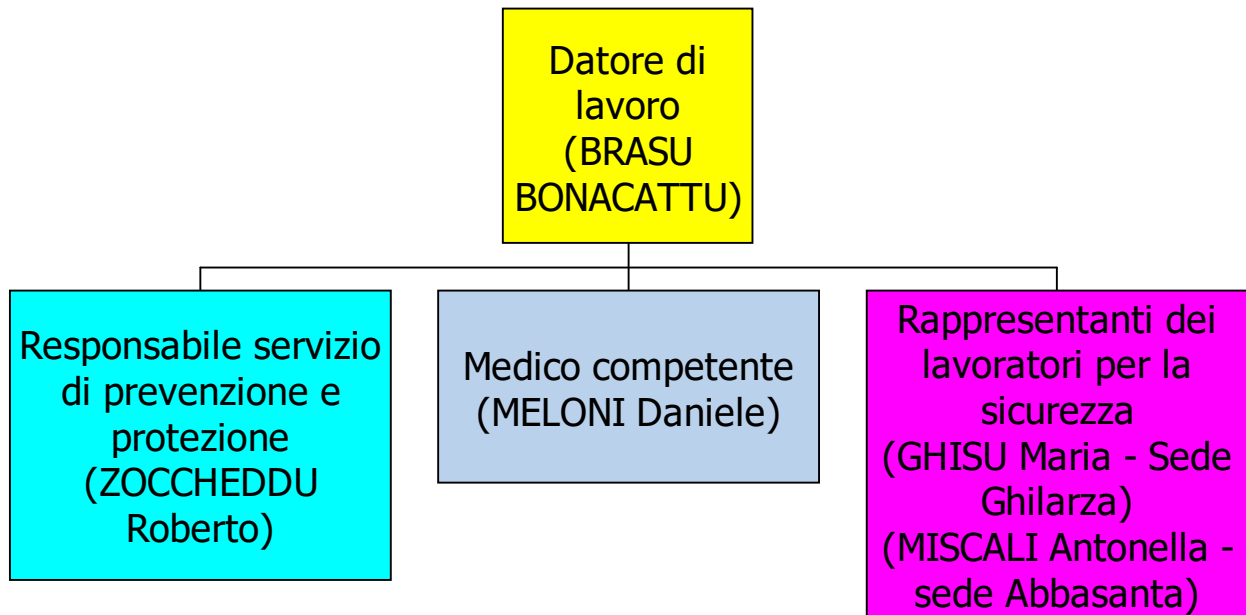 Datore di
lavoro
(BRASU
BONACATTU)
Responsabile servizio
di prevenzione e
protezione
(ZOCCHEDDU
Roberto)
Medico competente
(MELONI Daniele)
Rappresentanti dei
lavoratori per la
sicurezza
(GHISU Maria - Sede
Ghilarza)
(MISCALI Antonella -
sede Abbasanta)